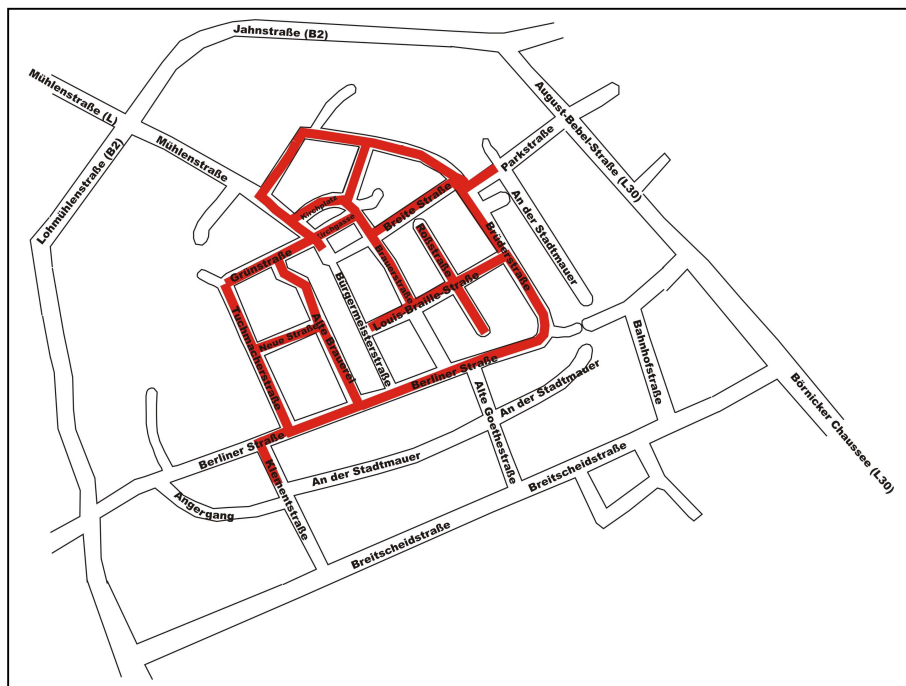 Jahnstraße (B2)
Mühlenstraße (L)
August-Bebel-Straße (L30)
Mühlenstraße
Parkstraße
Lohmühlenstraße (B2)
Kirchplatz
Breite Straße
An der Stadtmauer
Grünstraße
Brauerstraße
Roßstraße
Brüderstraße
Bürgermeisterstraße
Louis-Braille-Straße
Tuchmacherstraße
Neue Straße
Alte Brauerei
Bahnhofstraße
Berliner Straße
An der Stadtmauer
Börnicker Chaussee (L30)
Alte Goethestraße
Berliner Straße
An der Stadtmauer
Klementstraße
Breitscheidstraße
Angergang
Breitscheidstraße